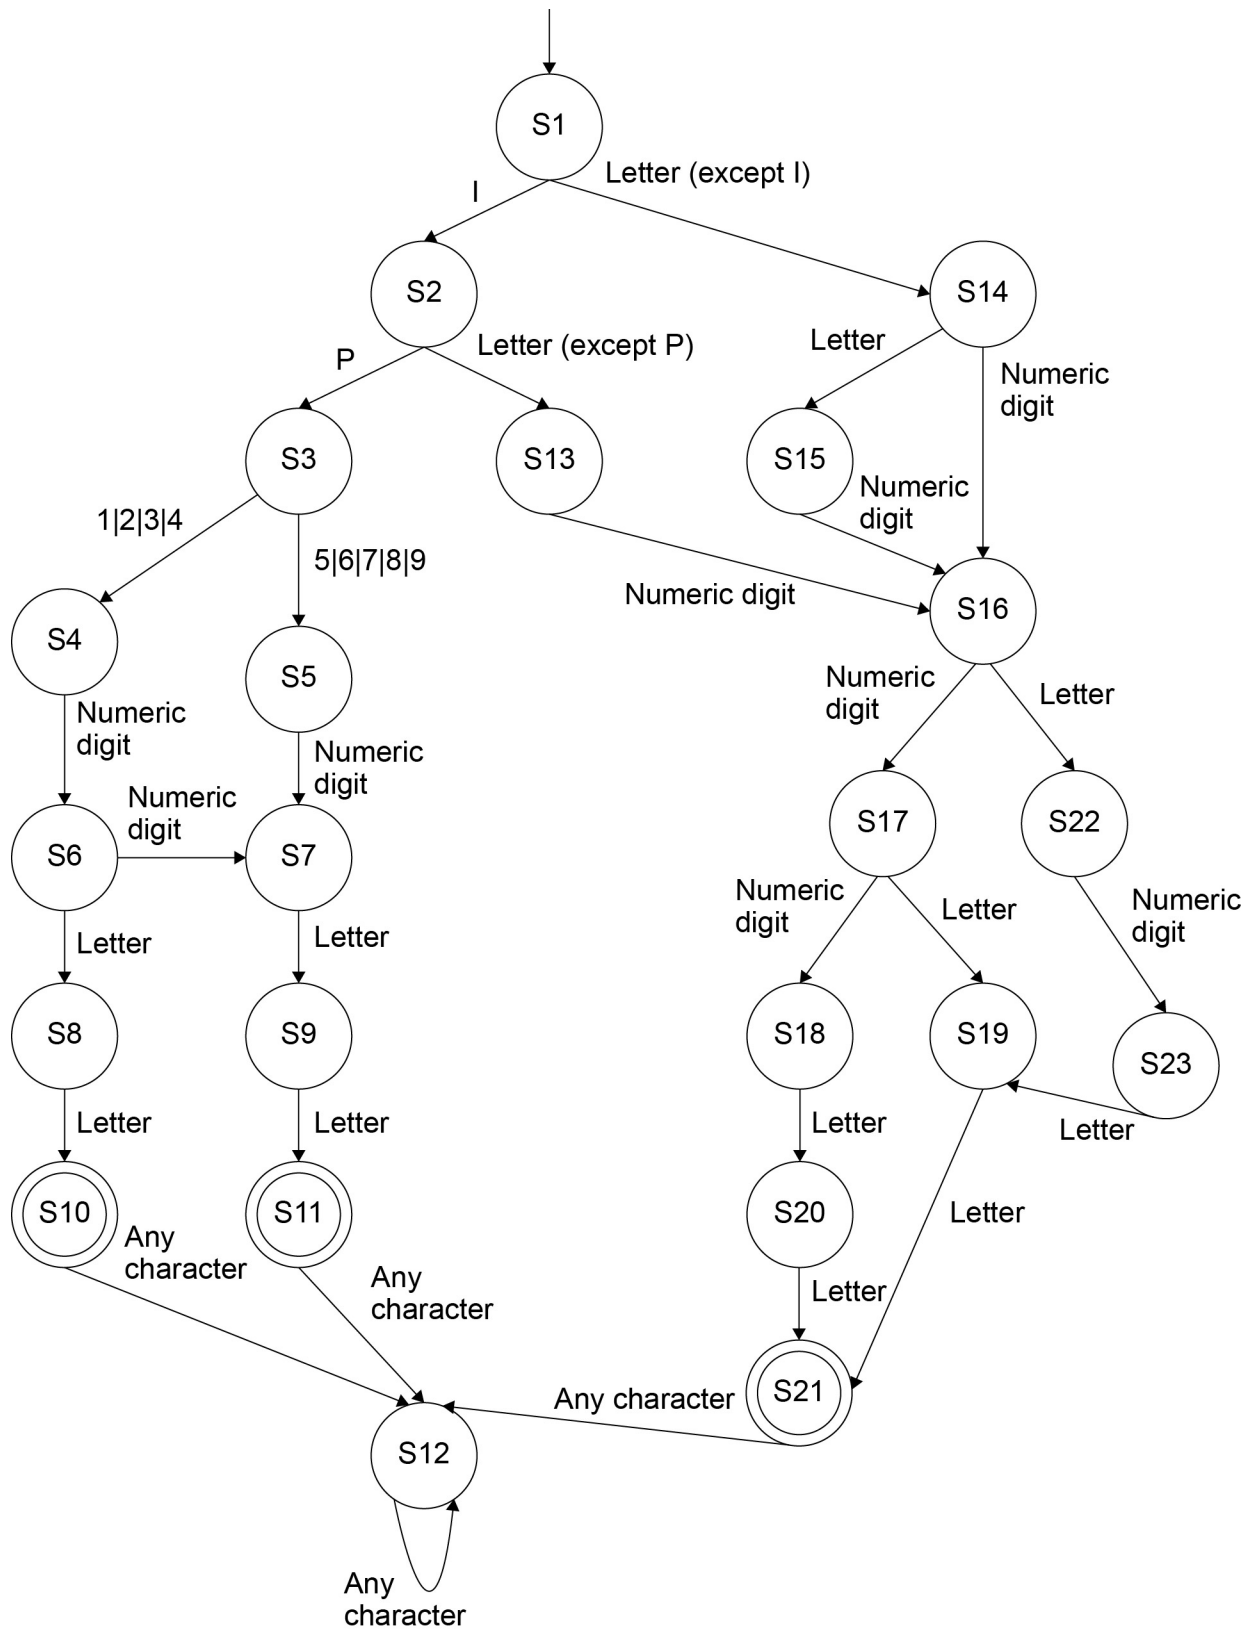 S1
Letter (except I)
I
S2
S14
Letter (except P)
Letter
P
Numeric
digit
S3
S13
S15
Numeric
digit
1|2|3|4
5|6|7|8|9
Numeric digit
S16
S4
S5
Numeric
digit
Letter
Numeric
digit
Numeric
digit
Numeric
digit
S6
S7
S17
S22
Numeric
digit
Letter
Numeric
digit
Letter
Letter
S8
S9
S18
S19
S23
Letter
Letter
Letter
Letter
S10
S11
S20
Letter
Any
character
Any
character
Letter
S21
Any character
S12
Any
character